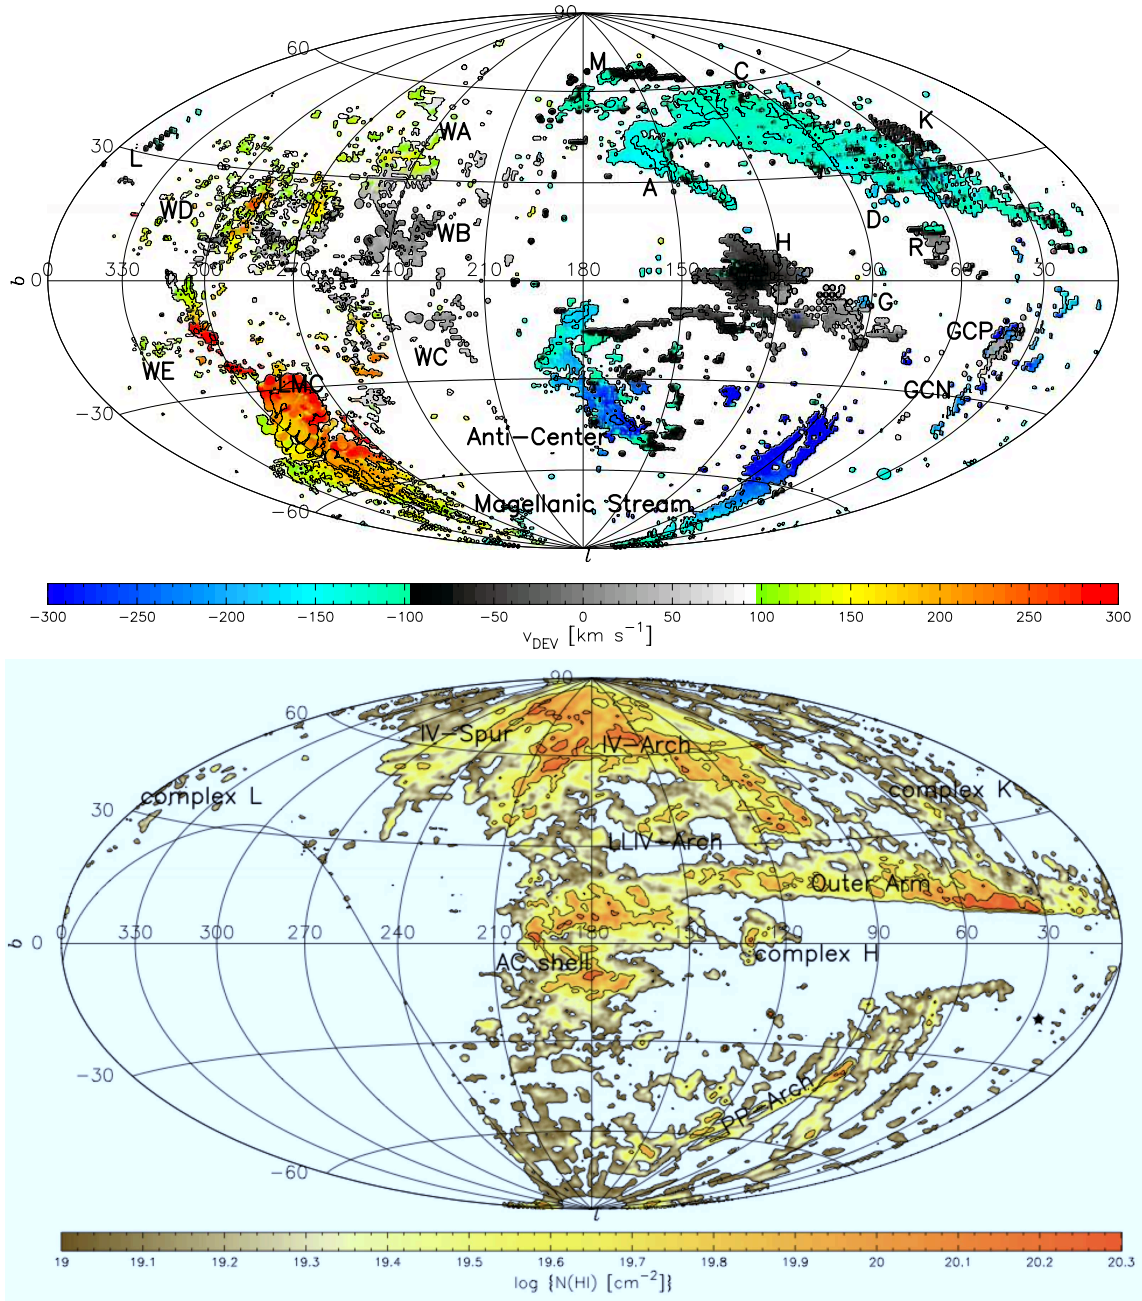 90
60
M
C
K
30
L
WA
A
WD
WB
D
H
R
b
0 330 300 240 210 180 150 90 60 30
G
GCP
WE
WC
LMC
GCN
-30
Anti-Center
Magellanic Stream
-60
l
-300 -250 -200 -150 -100 -50 0 50 100 150 200 250 300
vDEV [km s−1]
90
60
IV-Spur
IV-Arch
complex L
complex K
30
LLIV-Arch
Outer Arm
b
0 0 330 300 270 240 210 180 150 120 90 60 30
AC shell
complex H
-30
PP-Arch
-60
l
19 19.1 19.2 19.3 19.4 19.5 19.6 19.7 19.8 19.9 20 20.1 20.2 20.3
log {N(HI) [cm−2]}